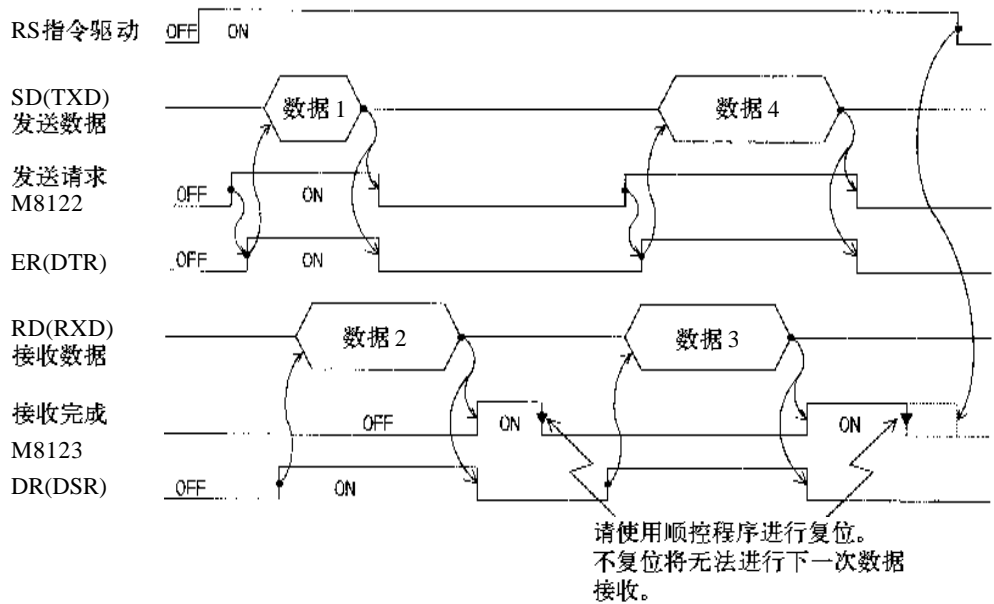 RS指令驱动 OFF ON
SD(TXD)
发送数据
数据1
数据4
发送请求
M8122
OFF ON
ER(DTR) OFF ON
RD(RXD)
接收数据
数据2
数据3
接收完成
M8123
OFF ON ON
DR(DSR) OFF ON
请使用顺控程序进行复位。
不复位将无法进行下一次数据
接收。